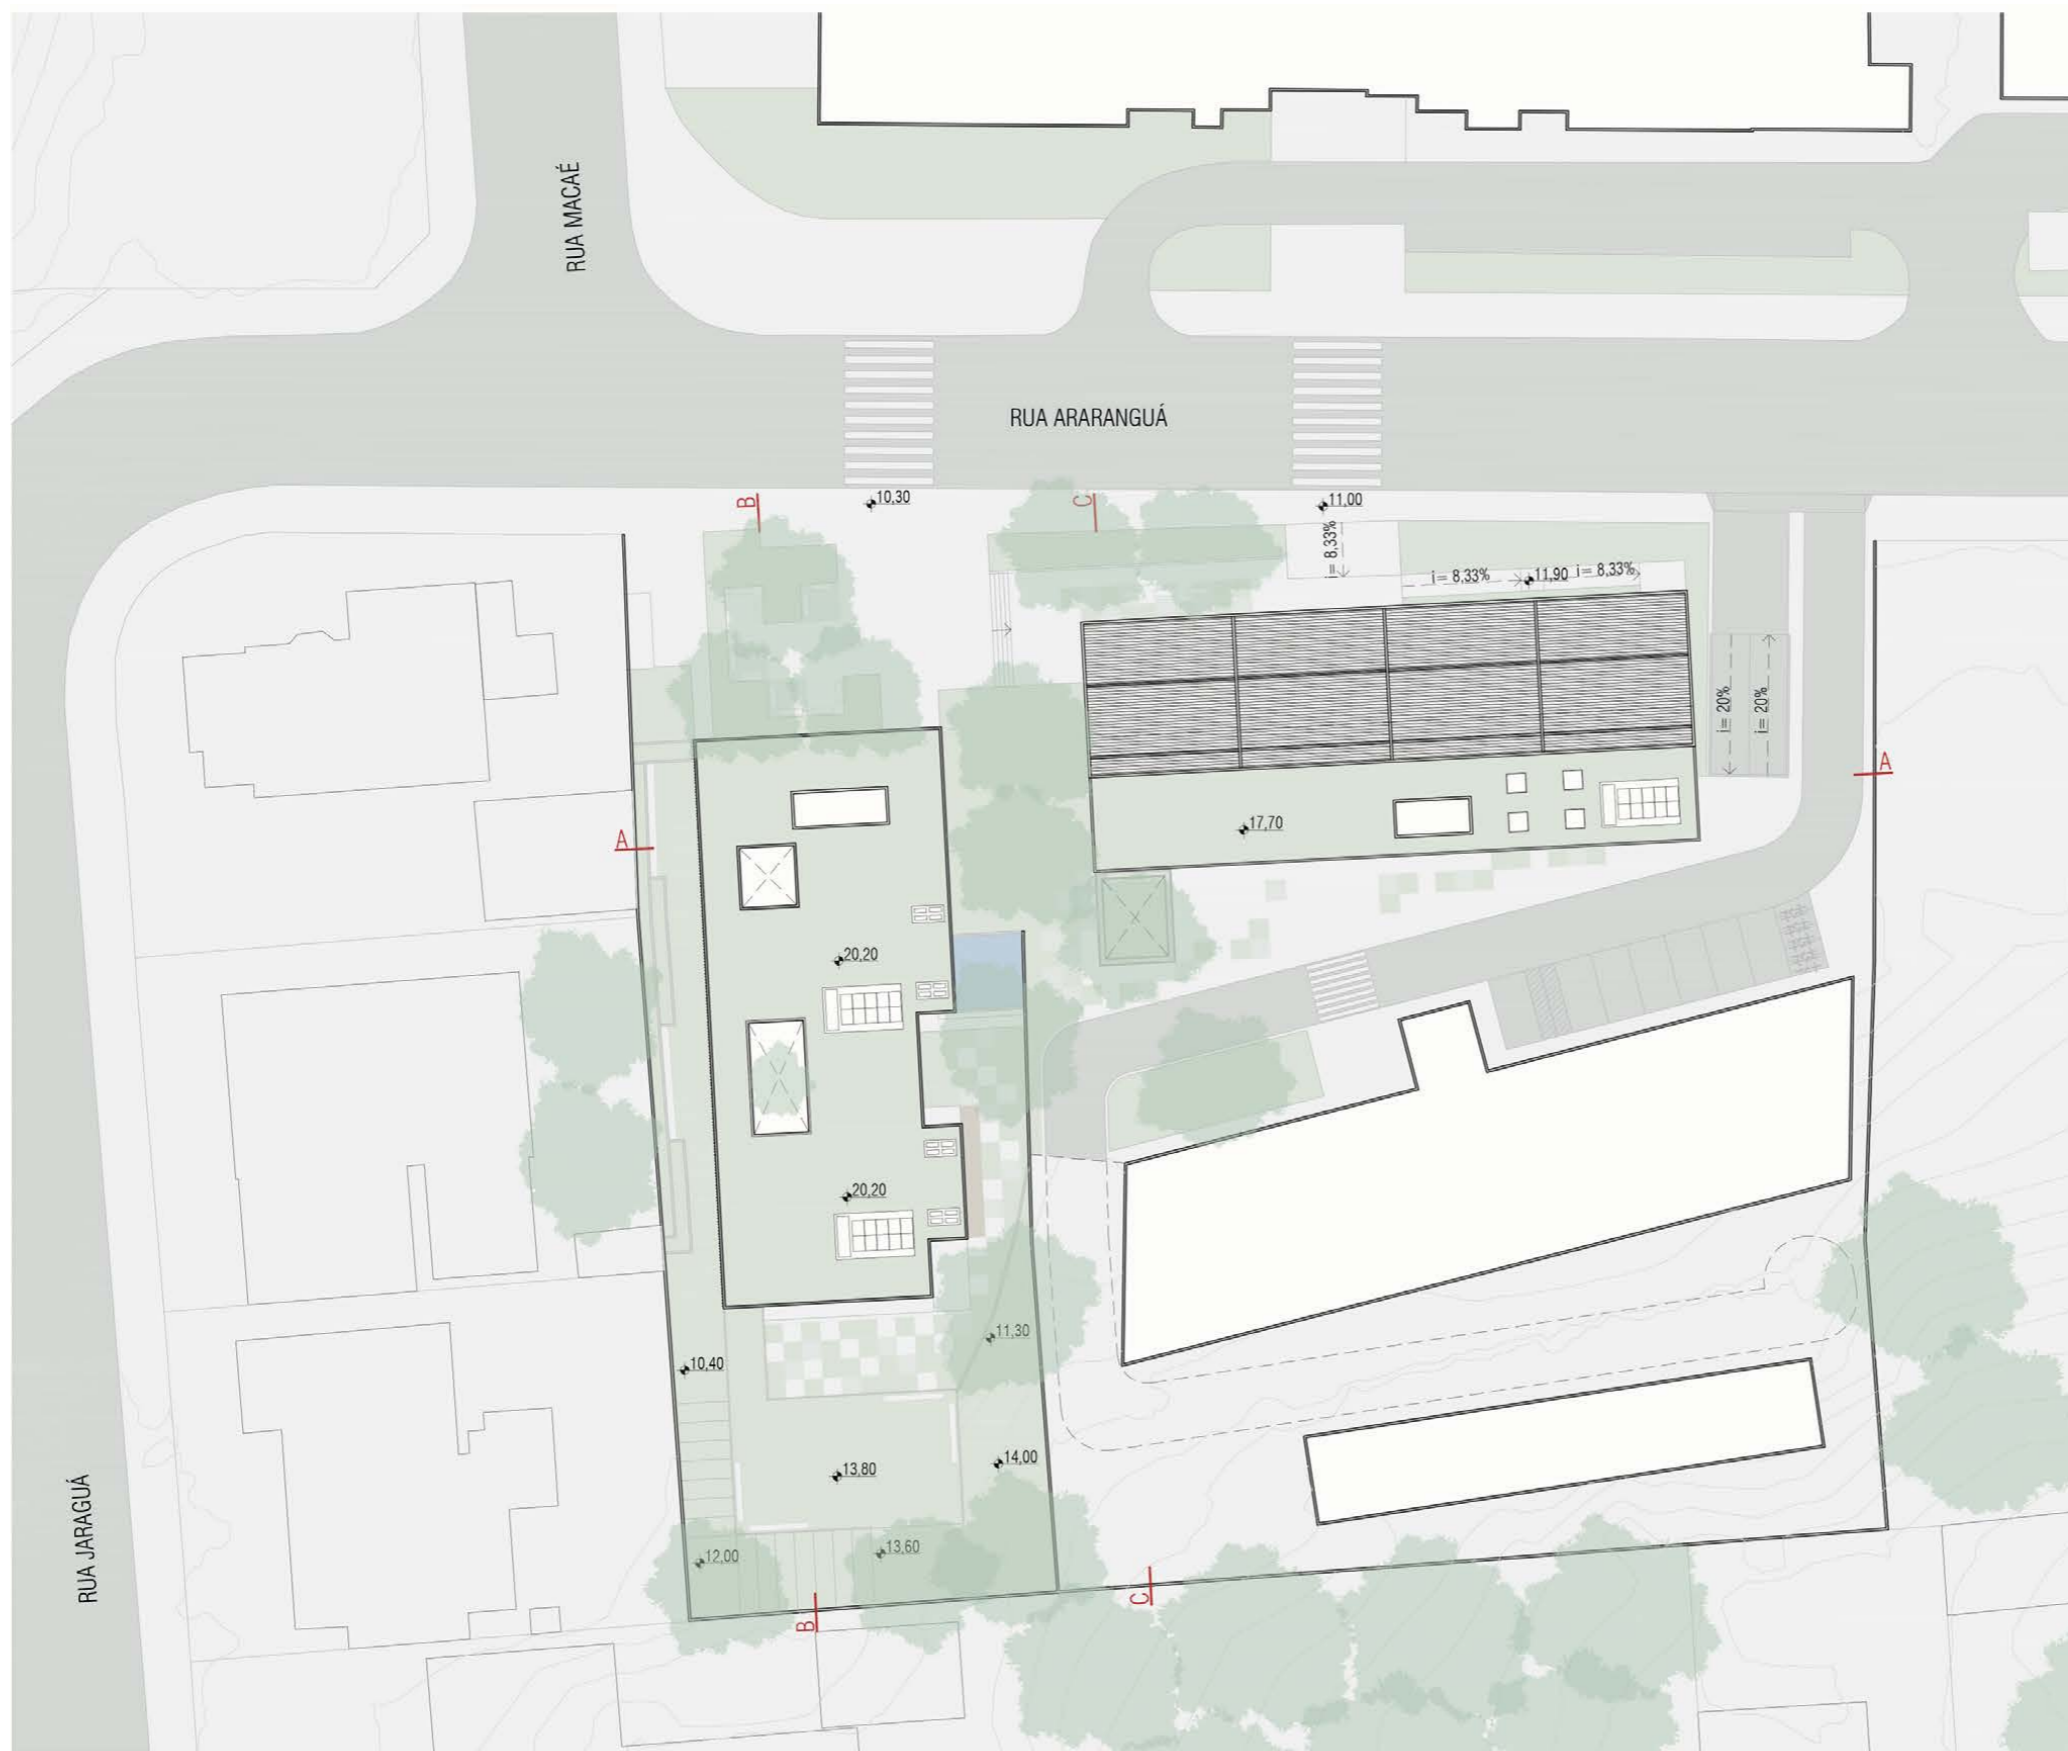 RUA MACAÉ
RUA ARARANGUÁ
B
10,30
C
11,00
i= 8,33%
i= 8,33%
11,90
i= 8,33%
i= 20%
i= 20%
A
A
17,70
20,20
20,20
11,30
10,40
13,80
14,00
12,00
13,60
B
C
RUA JARAGUÁ